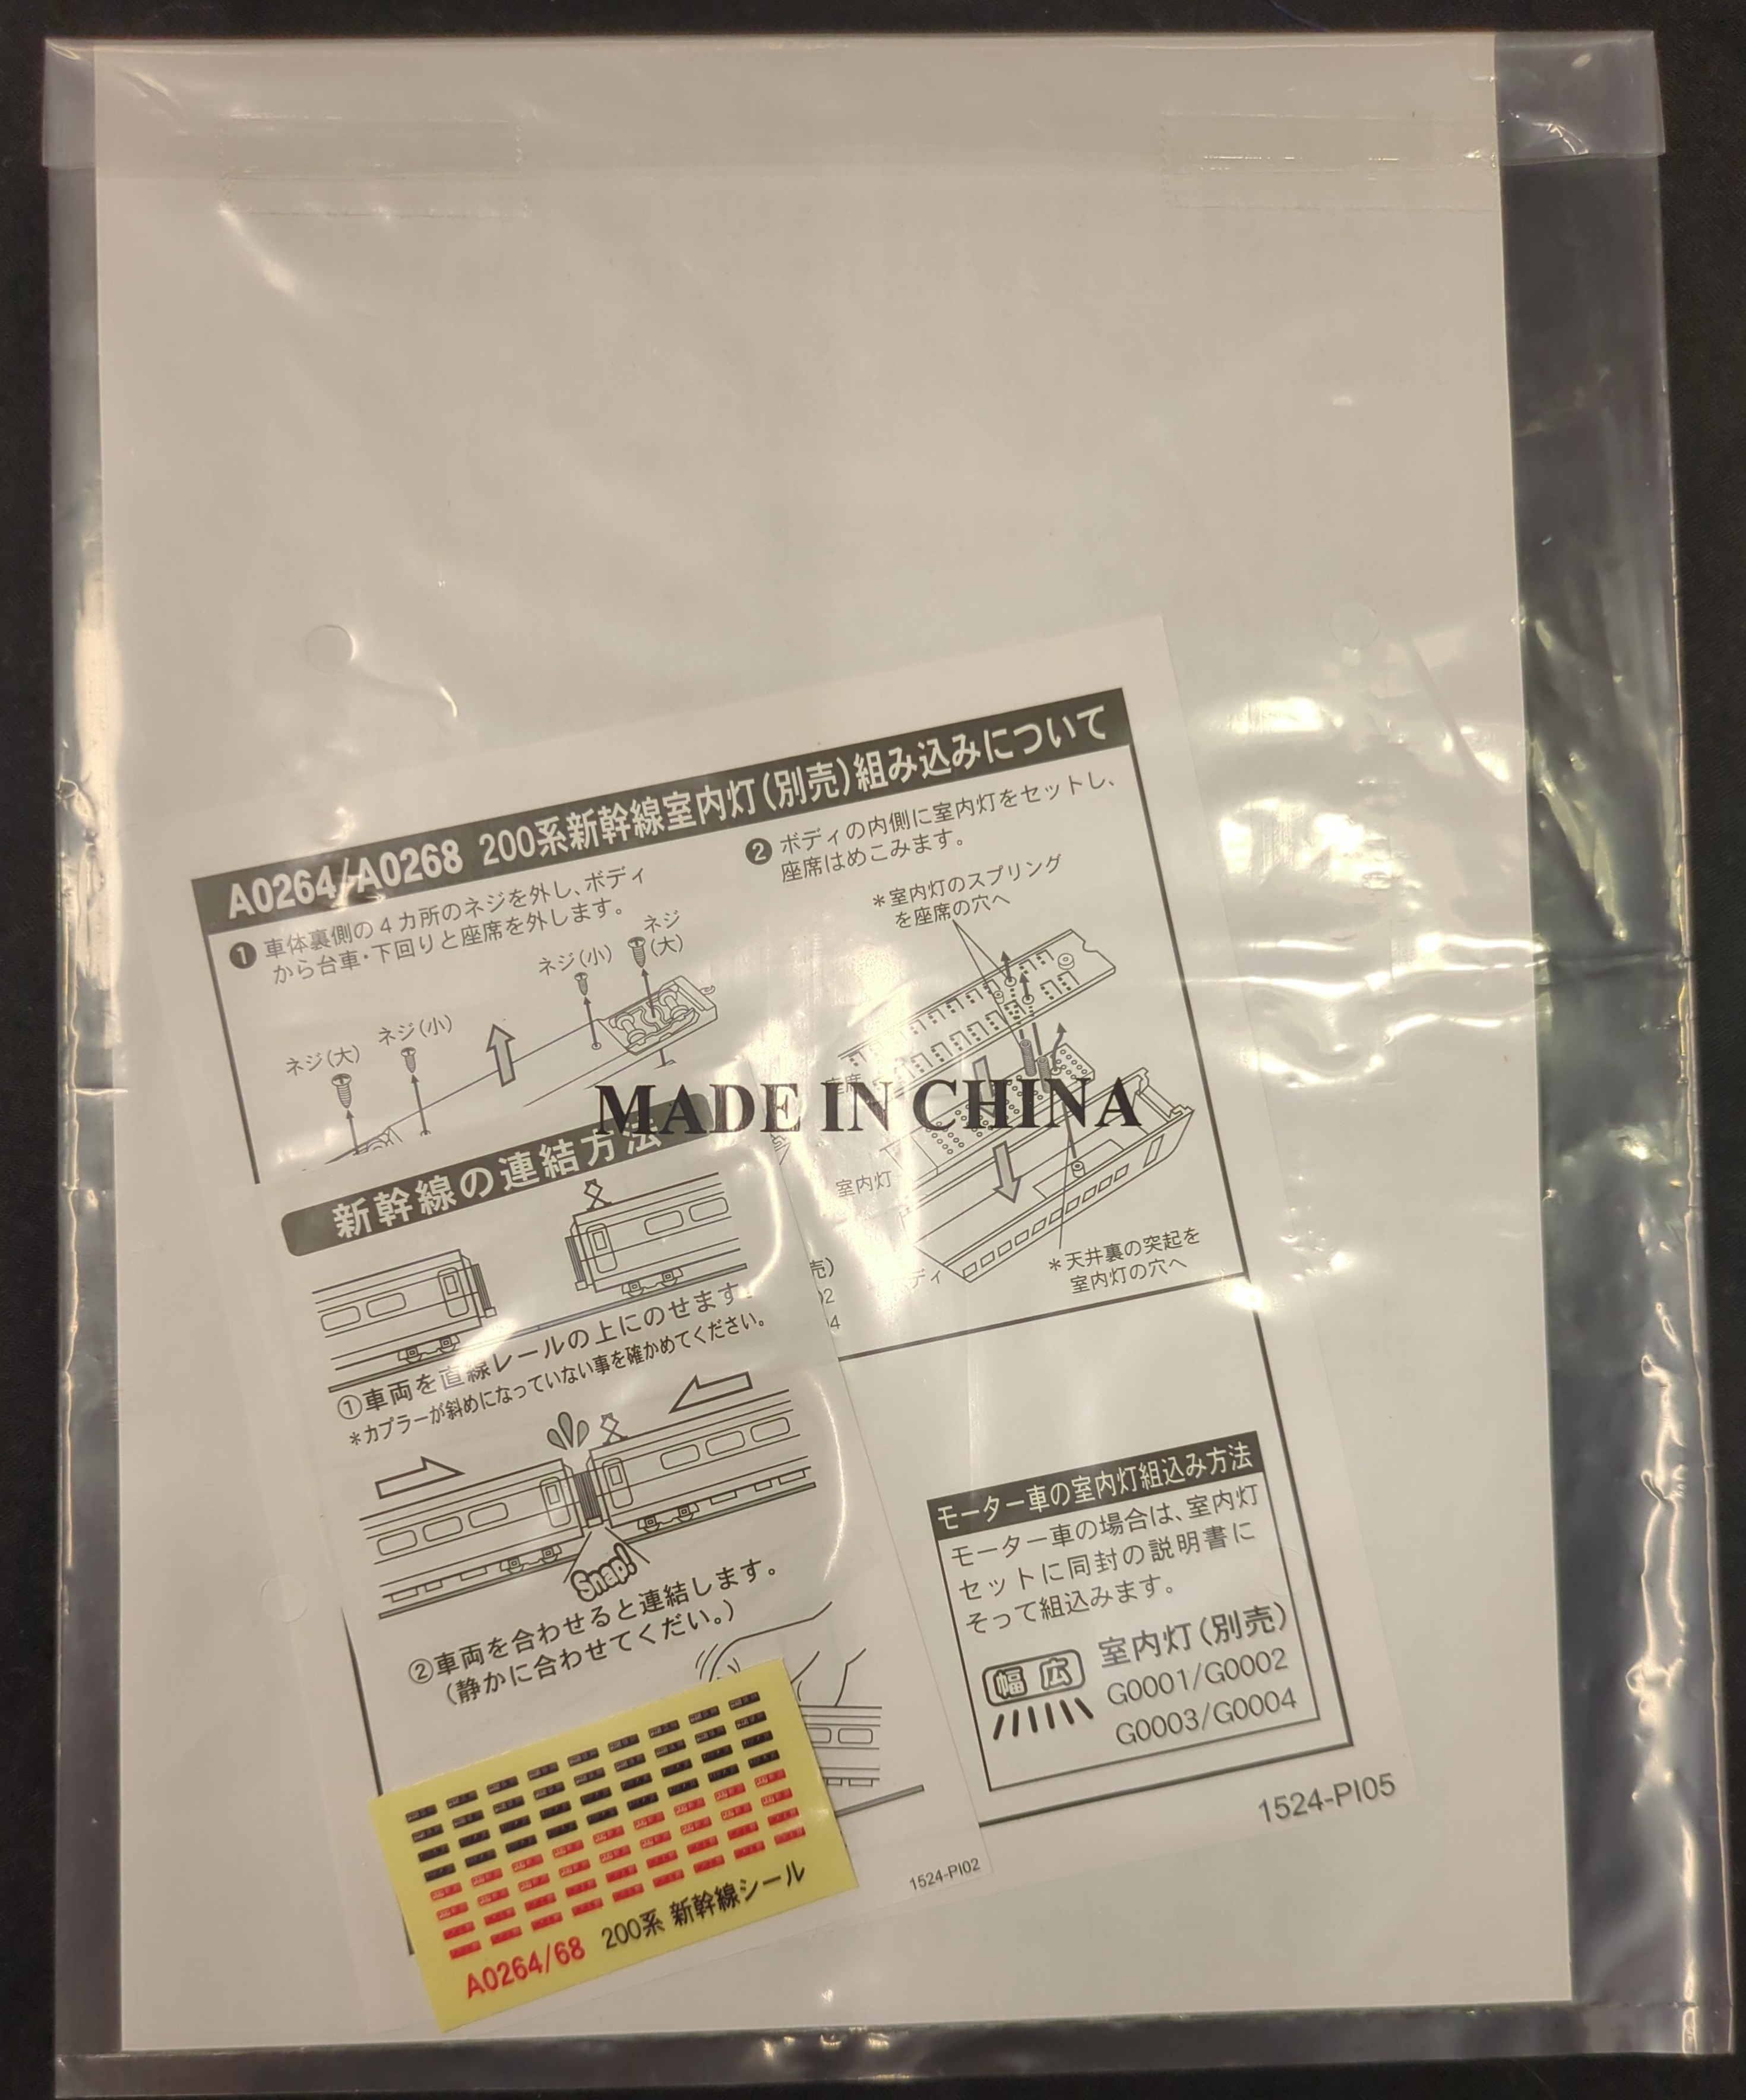 A0264/A0268 200系新幹線室内灯(別売)組み込みについて
❶ 車体裏側の4カ所のネジを外し、ボディ
から台車・下回りと座席を外します。
ネジ(大)
ネジ(小)
ネジ(小)
ネジ
(大)
❷ ボディの内側に室内灯をセットし、
座席はめこみます。
*室内灯のスプリング
を座席の穴へ
座席
室内灯
ディ
*天井裏の突起を
室内灯の穴へ
売)
02
4
MADE IN CHINA
新幹線の連結方法
①車両を直線レールの上にのせます。
*カプラーが斜めになっていない事を確かめてください。
Snap!
②車両を合わせると連結します。
(静かに合わせてくだい。)
1524-PI02
モーター車の室内灯組込み方法
モーター車の場合は、室内灯
セットに同封の説明書に
そって組込みます。
幅広
室内灯(別売)
G0001/G0002
G0003/G0004
1524-PI05
A0264/68 200系 新幹線シール